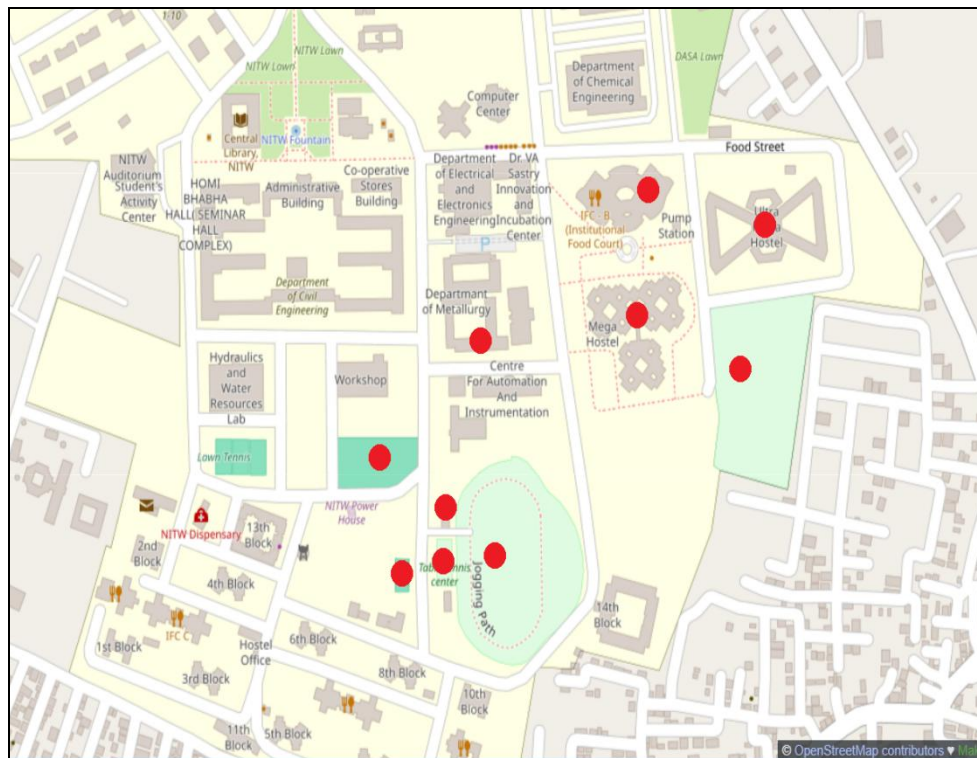 1-10
NITW Lawn
NITW Lawn
DASA Lawn
Department
of Chemical
Engineering
Computer
Center
Central
Library,
NITW
NITW Fountain
Food Street
NITW
Auditorium
Student's
Activity
Center
HOMI
BHABHA
HALL( SEMINAR
HALL
COMPLEX)
Administrative
Building
Co-operative
Stores
Building
Department
of Electrical
and
Electronics
Engineering
Dr. VA
Sastry
Innovation
and
Incubation
Center
IFC - B
(Institutional
Food Court)
Pump
Station
Ultra
Hostel
P
Department
of Civil
Engineering
Departmant
of Metallurgy
Mega
Hostel
Hydraulics
and
Water
Resources
Lab
Workshop
Centre
For Automation
And
Instrumentation
Lawn Tennis
NITW Power
House
NITW Dispensary
13th
Block
2nd
Block
4th Block
Center
Jogging Path
14th
Block
IFC C
1st Block
Hostel
Office
6th Block
3rd Block
8th Block
10th
Block
11th
Block
5th Block
© OpenStreetMap contributors ♥